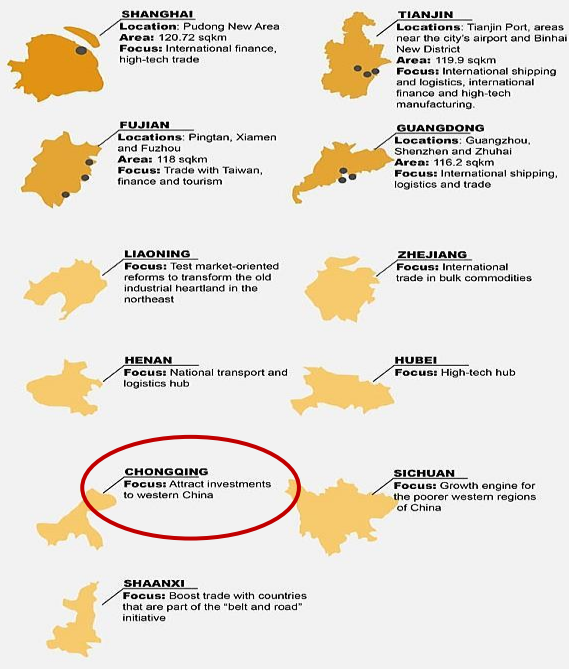 SHANGHAI
Location: Pudong New Area
Area: 120.72 sqkm
Focus: International finance,
high-tech trade
TIANJIN
Locations: Tianjin Port, areas
near the city's airport and Binhai
New District
Area: 119.9 sqkm
Focus: International shipping
and logistics, international
finance and high-tech
manufacturing.
FUJIAN
Locations: Pingtan, Xiamen
and Fuzhou
Area: 118 sqkm
Focus: Trade with Taiwan,
finance and tourism
GUANGDONG
Locations: Guangzhou,
Shenzhen and Zhuhai
Area: 116.2 sqkm
Focus: International shipping,
logistics and trade
LIAONING
Focus: Test market-oriented
reforms to transform the old
industrial heartland in the
northeast
ZHEJIANG
Focus: International
trade in bulk commodities
HENAN
Focus: National transport and
logistics hub
HUBEI
Focus: High-tech hub
CHONGQING
Focus: Attract investments
to western China
SICHUAN
Focus: Growth engine for
the poorer western regions
of China
SHAANXI
Focus: Boost trade with countries
that are part of the "belt and road"
initiative